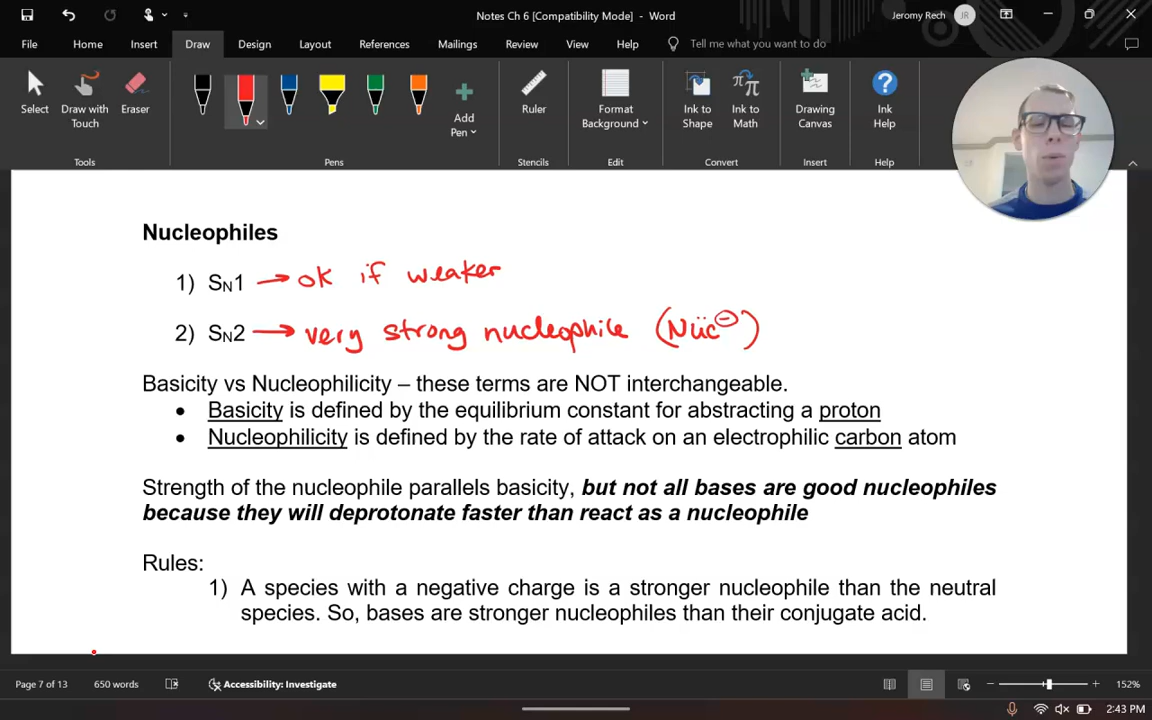 Notes Ch 6 [Compatibility Mode] - Word
Jeromy Rech JR
File Home Insert Draw Design Layout References Mailings Review View Help Tell me what you want to do
Select Draw with Touch Eraser Add Pen Ruler Format Background Ink to Shape Ink to Math Drawing Canvas Ink Help
Tools Pens Stencils Edit Convert Insert Help
Nucleophiles
1) SN1 → ok if weaker
2) SN2 → very strong nucleophile (Nüc⊖)
Basicity vs Nucleophilicity – these terms are NOT interchangeable.
• Basicity is defined by the equilibrium constant for abstracting a proton
• Nucleophilicity is defined by the rate of attack on an electrophilic carbon atom
Strength of the nucleophile parallels basicity, but not all bases are good nucleophiles
because they will deprotonate faster than react as a nucleophile
Rules:
1) A species with a negative charge is a stronger nucleophile than the neutral
species. So, bases are stronger nucleophiles than their conjugate acid.
Page 7 of 13 650 words Accessibility: Investigate 152%
2:43 PM